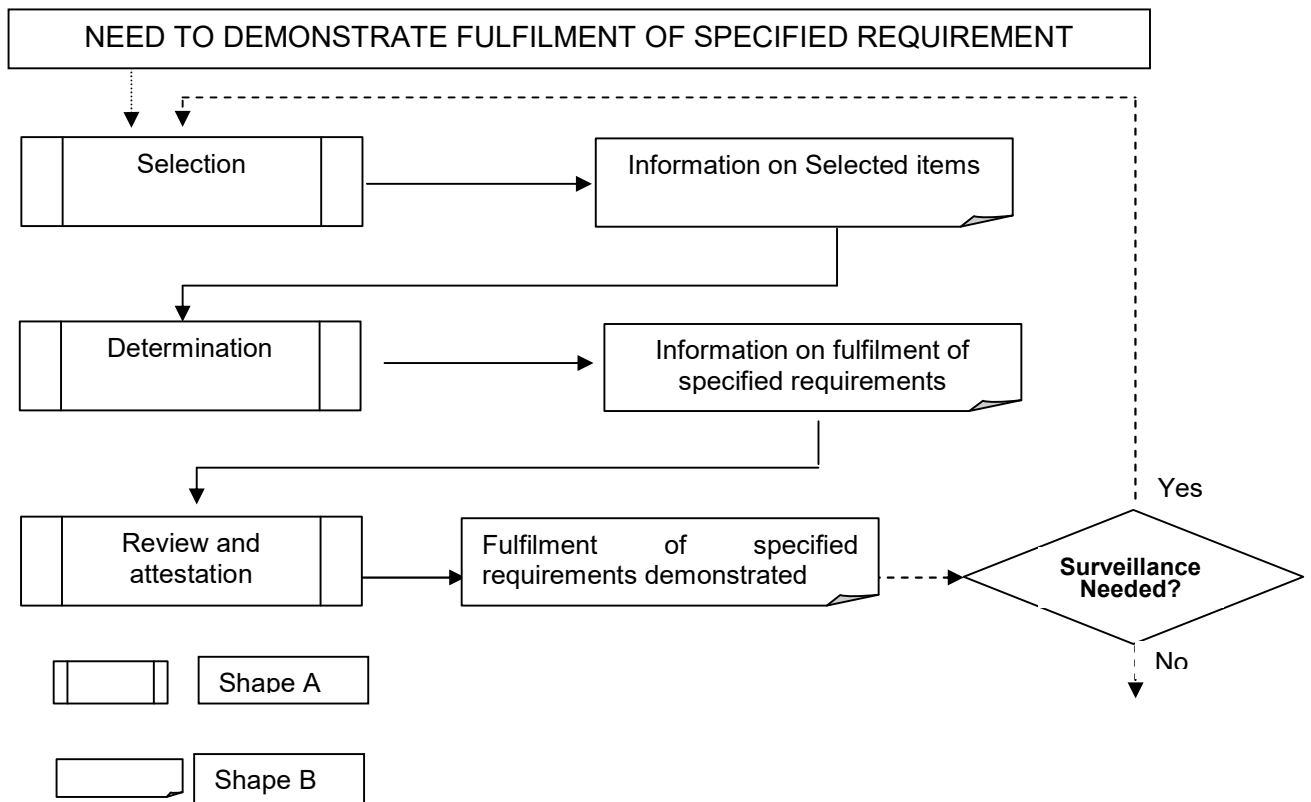 NEED TO DEMONSTRATE FULFILMENT OF SPECIFIED REQUIREMENT
Selection
Information on Selected items
Determination
Information on fulfilment of
specified requirements
Yes
Review and
attestation
Fulfilment of specified
requirements demonstrated
Surveillance
Needed?
No
Shape A
Shape B